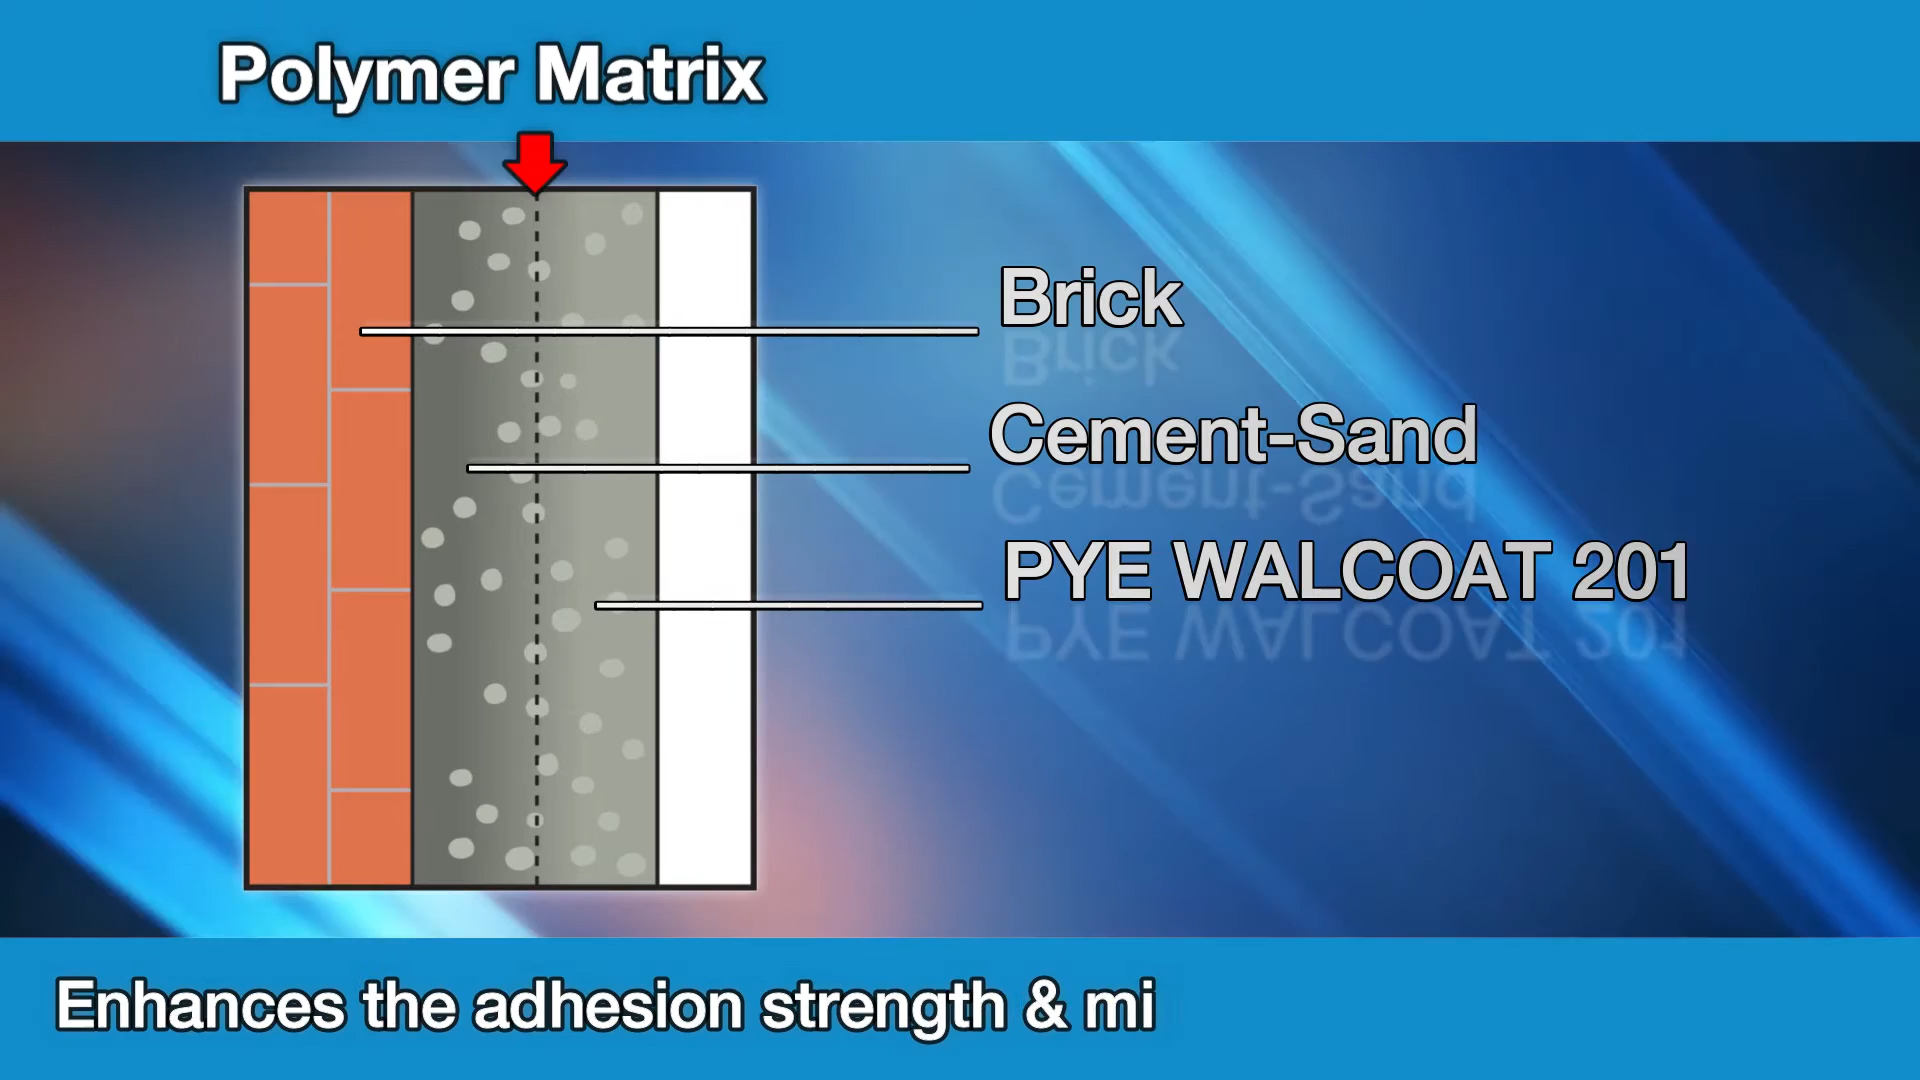 Polymer Matrix
Brick
Cement-Sand
PYE WALCOAT 201
Enhances the adhesion strength & mi